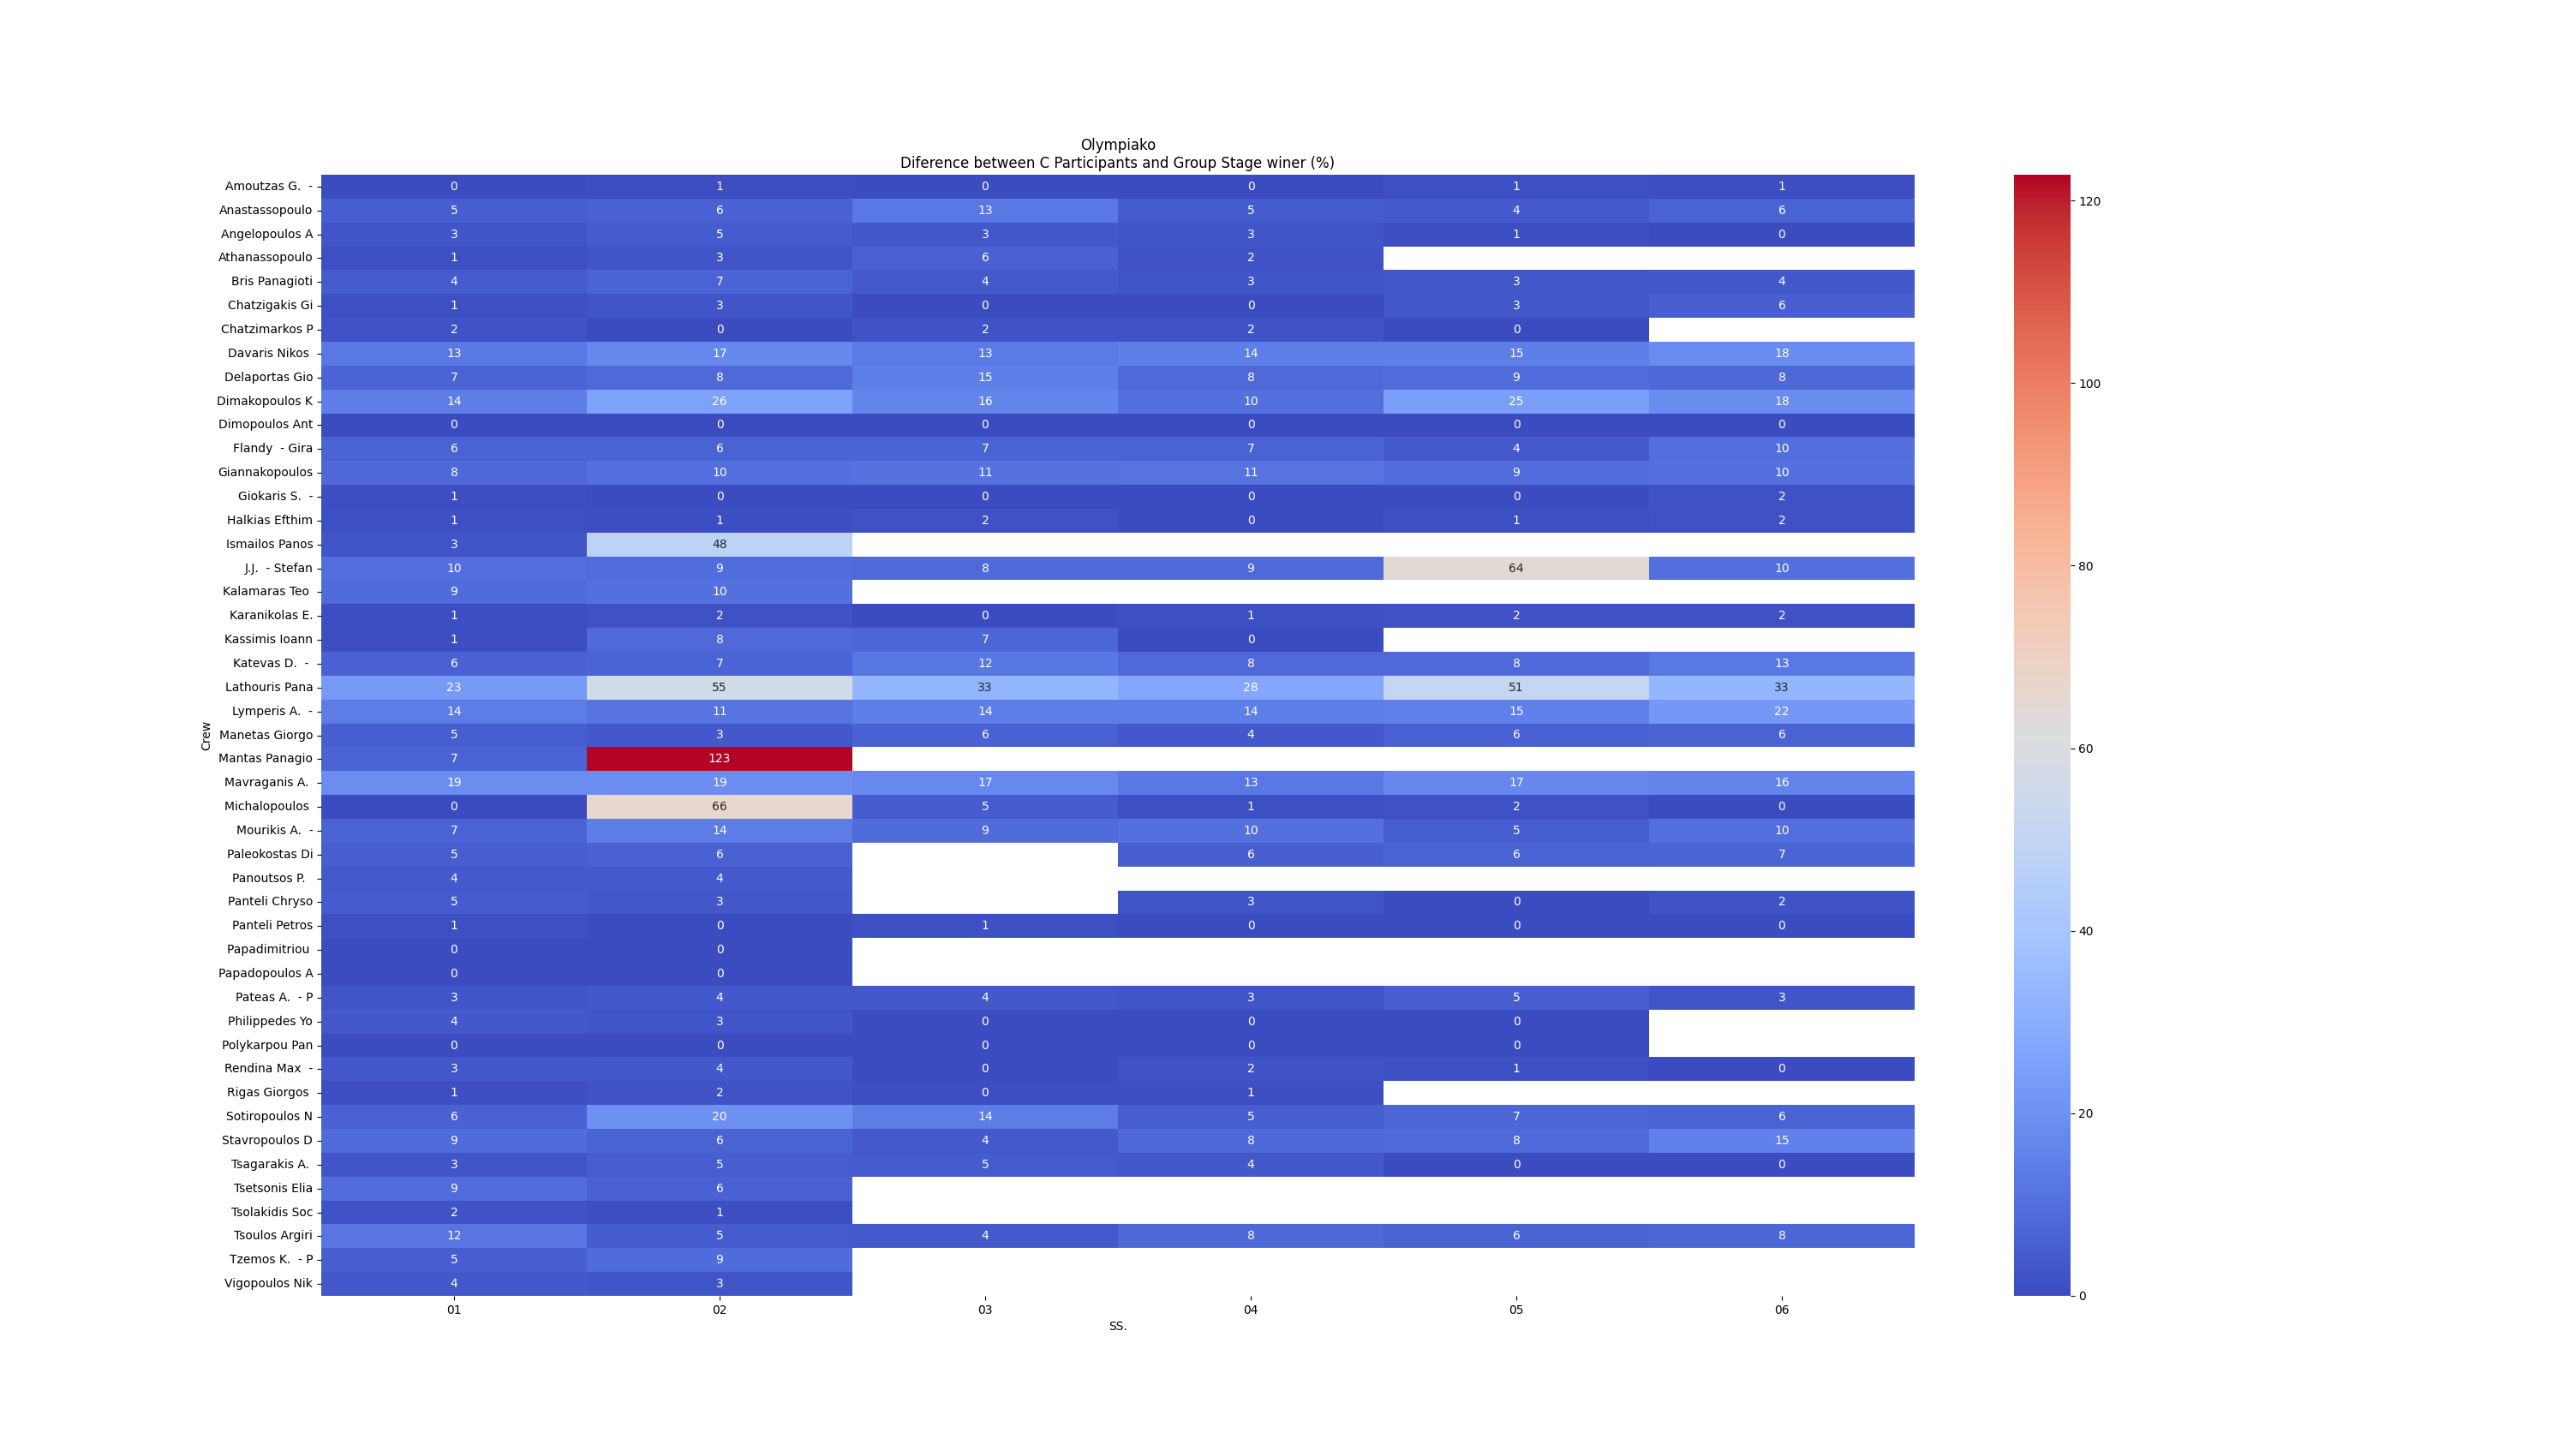 Olympiako
Diference between C Participants and Group Stage winer (%)
Amoutzas G.  - 0 1 0 0 1 1
Anastassopoulo 5 6 13 5 4 6
Angelopoulos A 3 5 3 3 1 0
Athanassopoulo 1 3 6 2
Bris Panagioti 4 7 4 3 3 4
Chatzigakis Gi 1 3 0 0 3 6
Chatzimarkos P 2 0 2 2 0
Davaris Nikos 13 17 13 14 15 18
Delaportas Gio 7 8 15 8 9 8
Dimakopoulos K 14 26 16 10 25 18
Dimopoulos Ant 0 0 0 0 0 0
Flandy  - Gira 6 6 7 7 4 10
Giannakopoulos 8 10 11 11 9 10
Giokaris S.  - 1 0 0 0 0 2
Halkias Efthim 1 1 2 0 1 2
Ismailos Panos 3 48
J.J.  - Stefan 10 9 8 9 64 10
Kalamaras Teo 9 10
Karanikolas E. 1 2 0 1 2 2
Kassimis Ioann 1 8 7 0
Katevas D.  - 6 7 12 8 8 13
Lathouris Pana 23 55 33 28 51 33
Lymperis A.  - 14 11 14 14 15 22
Manetas Giorgo 5 3 6 4 6 6
Mantas Panagio 7 123
Mavraganis A. 19 19 17 13 17 16
Michalopoulos 0 66 5 1 2 0
Mourikis A.  - 7 14 9 10 5 10
Paleokostas Di 5 6 6 6 7
Panoutsos P. 4 4
Panteli Chryso 5 3 3 0 2
Panteli Petros 1 0 1 0 0 0
Papadimitriou 0 0
Papadopoulos A 0 0
Pateas A.  - P 3 4 4 3 5 3
Philippedes Yo 4 3 0 0 0
Polykarpou Pan 0 0 0 0 0
Rendina Max  - 3 4 0 2 1 0
Rigas Giorgos 1 2 0 1
Sotiropoulos N 6 20 14 5 7 6
Stavropoulos D 9 6 4 8 8 15
Tsagarakis A. 3 5 5 4 0 0
Tsetsonis Elia 9 6
Tsolakidis Soc 2 1
Tsoulos Argiri 12 5 4 8 6 8
Tzemos K.  - P 5 9
Vigopoulos Nik 4 3
01 02 03 04 05 06
SS.
Crew
120
100
80
60
40
20
0